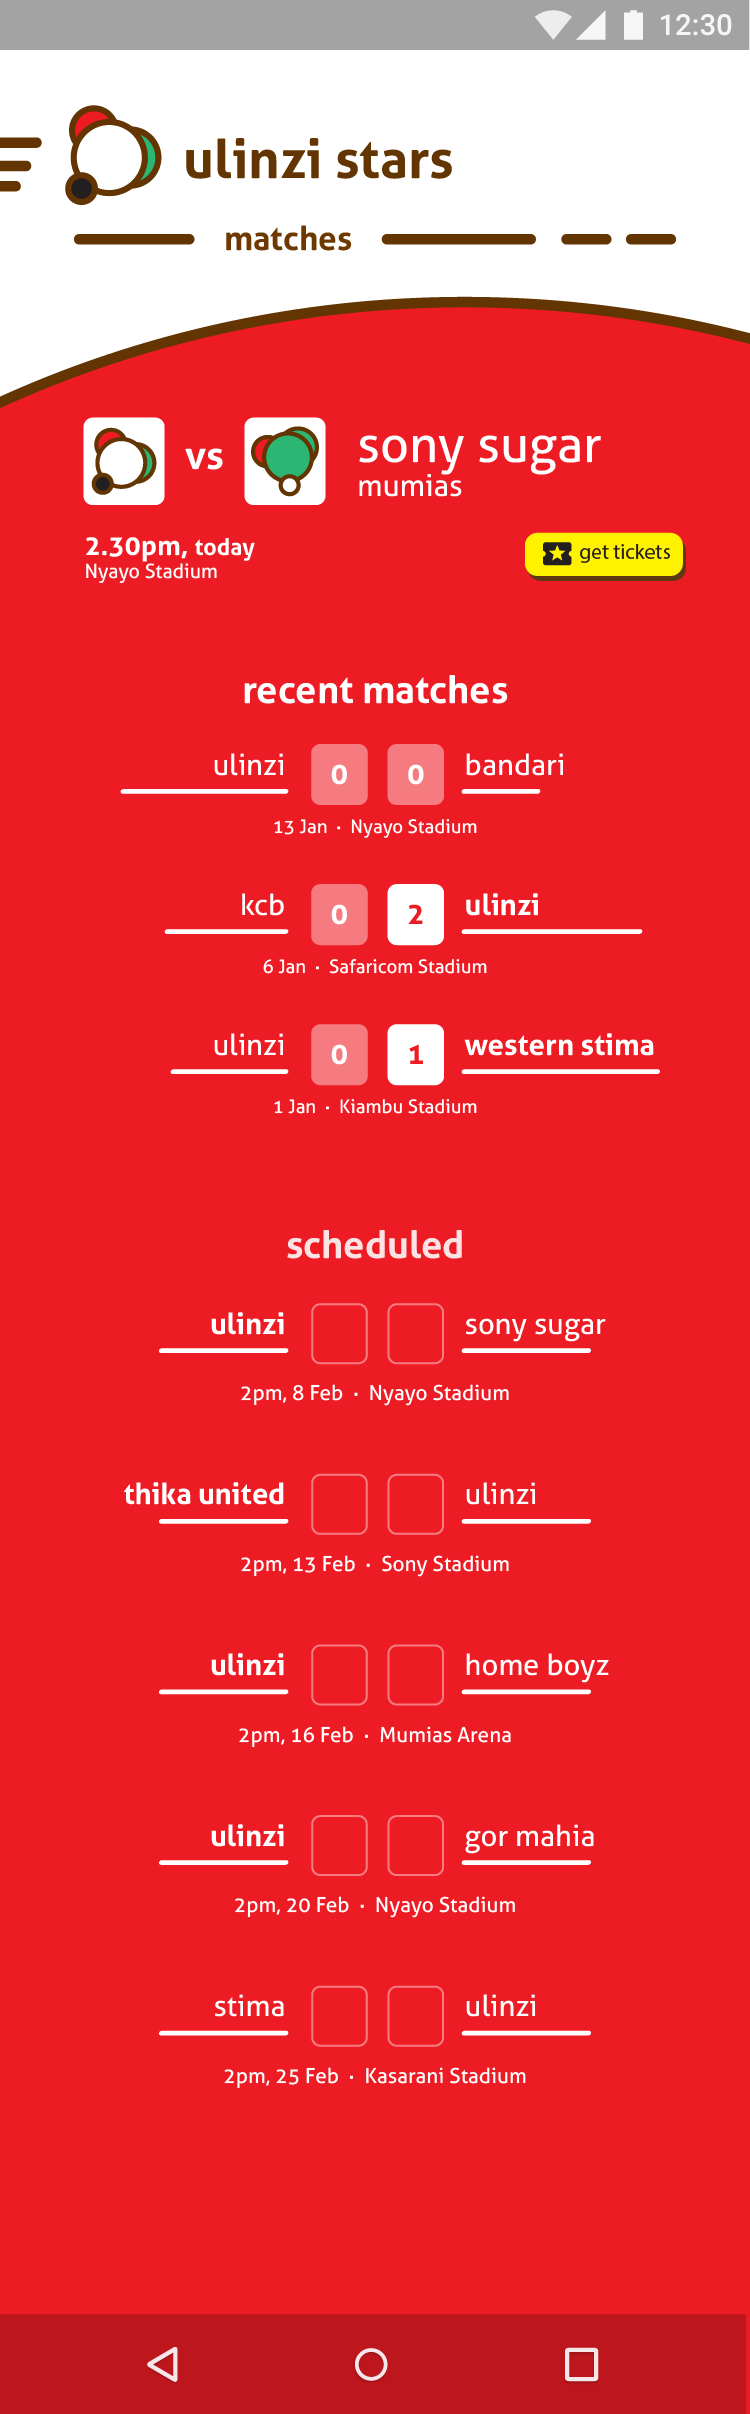 12:30
ulinzi stars
matches
vs
sony sugar
mumias
2.30pm, today
Nyayo Stadium
get tickets
recent matches
ulinzi 0 0 bandari
13 Jan · Nyayo Stadium
kcb 0 2 ulinzi
6 Jan · Safaricom Stadium
ulinzi 0 1 western stima
1 Jan · Kiambu Stadium
scheduled
ulinzi sony sugar
2pm, 8 Feb · Nyayo Stadium
thika united ulinzi
2pm, 13 Feb · Sony Stadium
ulinzi home boyz
2pm, 16 Feb · Mumias Arena
ulinzi gor mahia
2pm, 20 Feb · Nyayo Stadium
stima ulinzi
2pm, 25 Feb · Kasarani Stadium